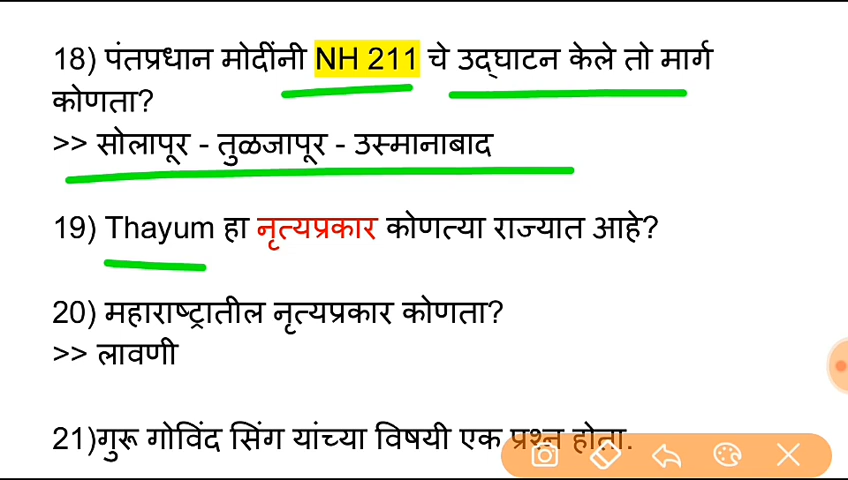 18) पंतप्रधान मोदींनी NH 211 चे उद्घाटन केले तो मार्ग
कोणता?
>> सोलापूर - तुळजापूर - उस्मानाबाद
19) Thayum हा नृत्यप्रकार कोणत्या राज्यात आहे?
20) महाराष्ट्रातील नृत्यप्रकार कोणता?
>> लावणी
21)गुरू गोविंद सिंग यांच्या विषयी एक प्रश्न होता.